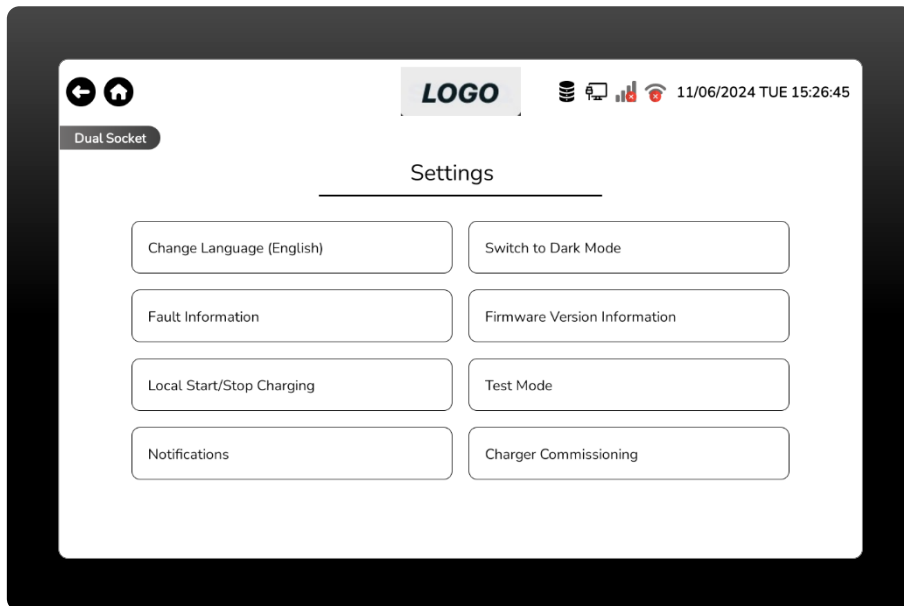 LOGO
11/06/2024 TUE 15:26:45
Dual Socket
Settings
Change Language (English)
Switch to Dark Mode
Fault Information
Firmware Version Information
Local Start/Stop Charging
Test Mode
Notifications
Charger Commissioning